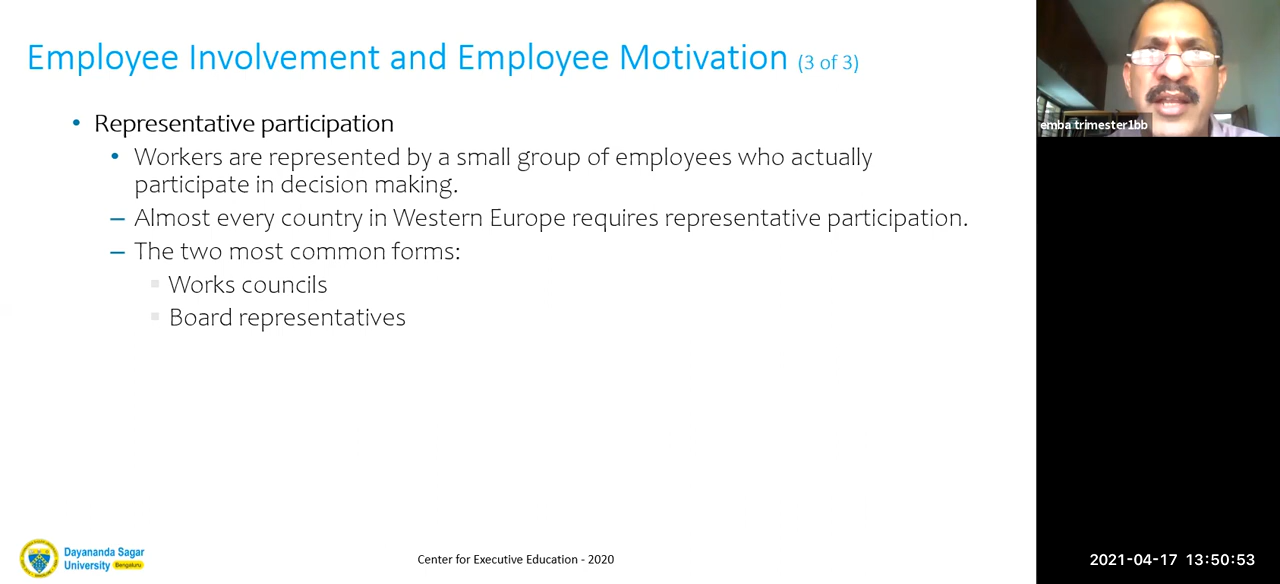 Employee Involvement and Employee Motivation (3 of 3)
• Representative participation
• Workers are represented by a small group of employees who actually
participate in decision making.
– Almost every country in Western Europe requires representative participation.
– The two most common forms:
▪ Works councils
▪ Board representatives
emba trimester1bb
Dayananda Sagar
University Bengaluru
Center for Executive Education - 2020
2021-04-17 13:50:53